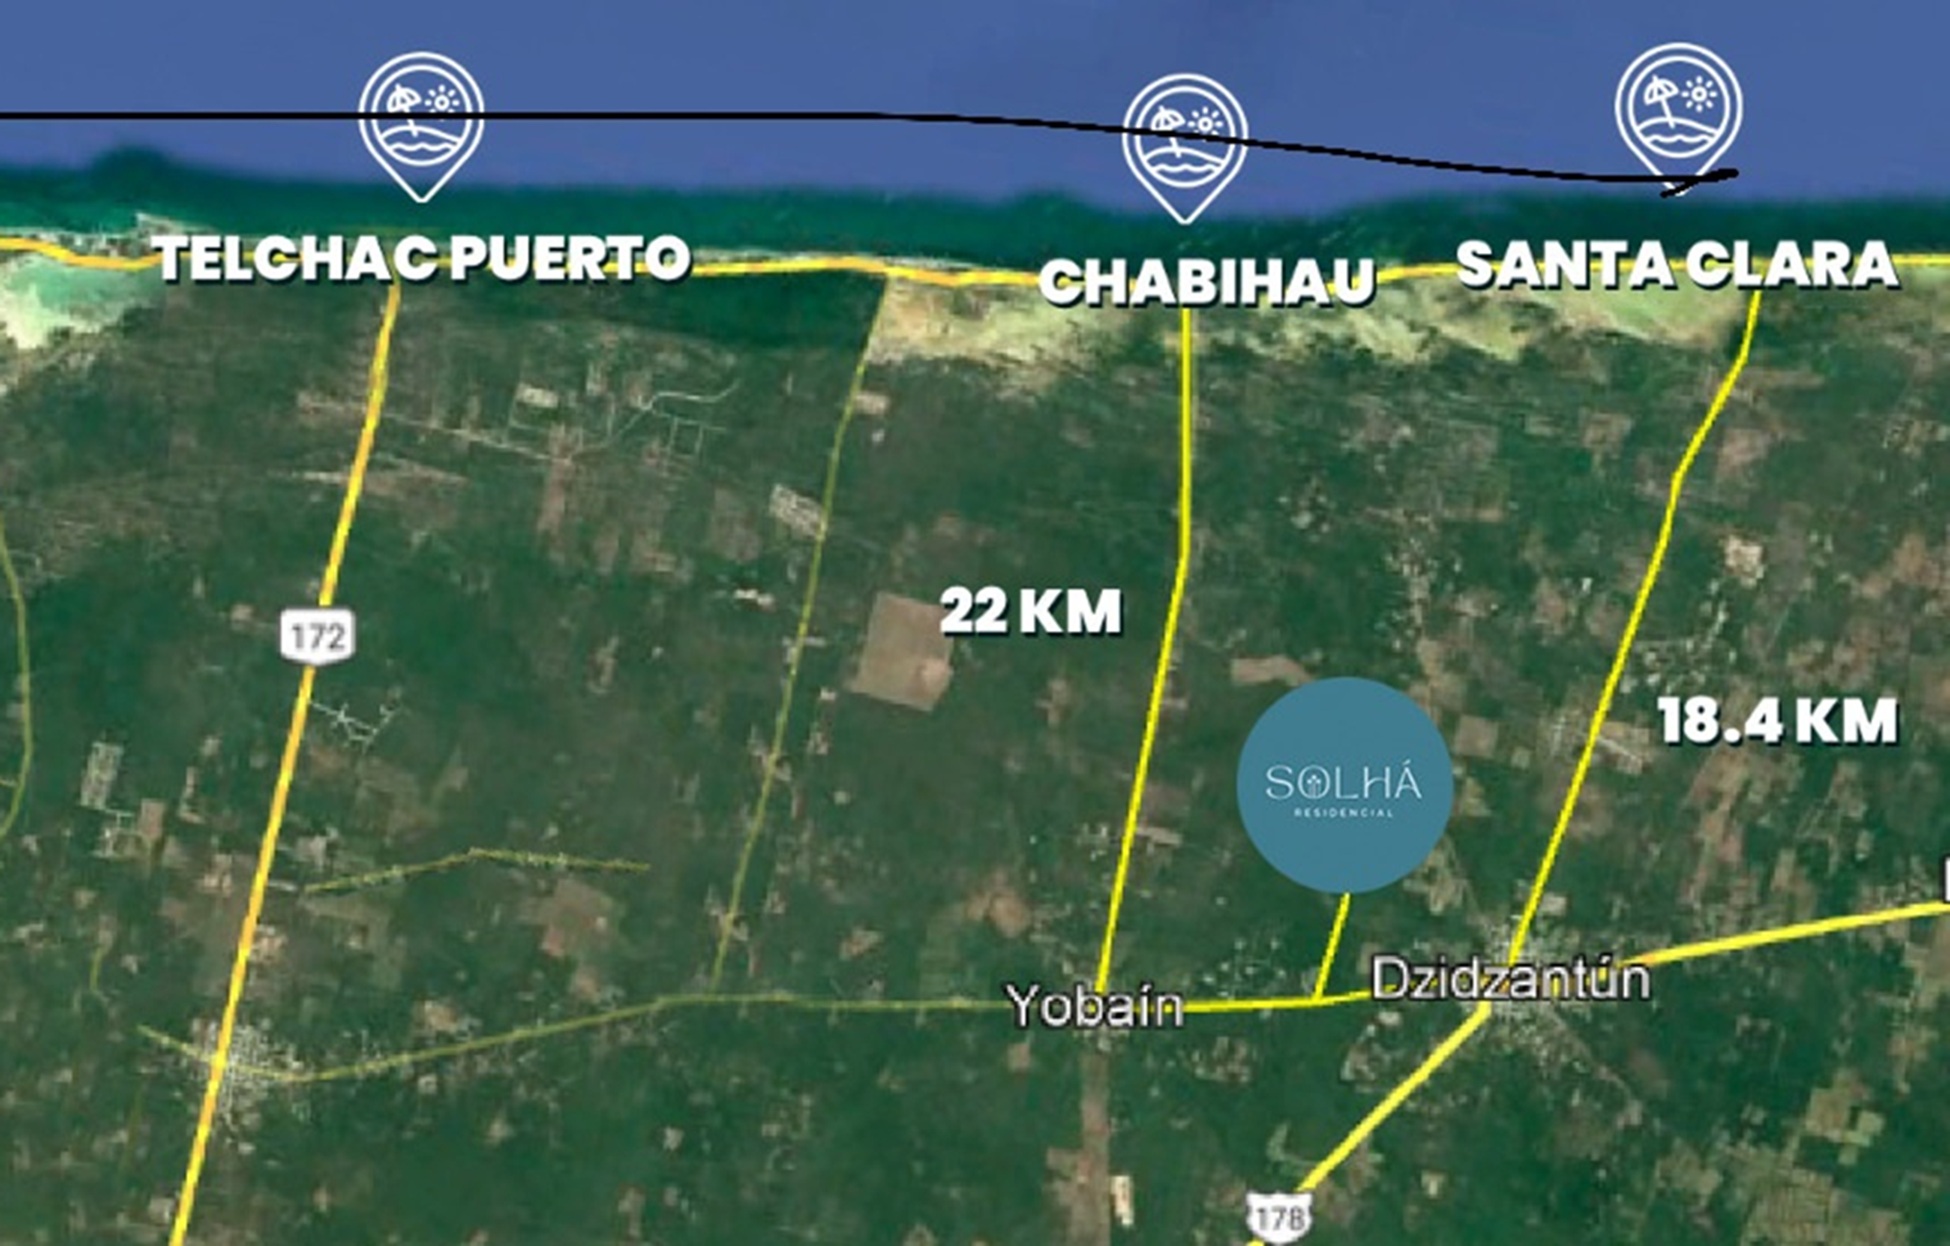 TELCHAC PUERTO
CHABIHAU
SANTA CLARA
172
22 KM
18.4 KM
SOLHÁ
RESIDENCIAL
Yobaín
Dzidzantún
178